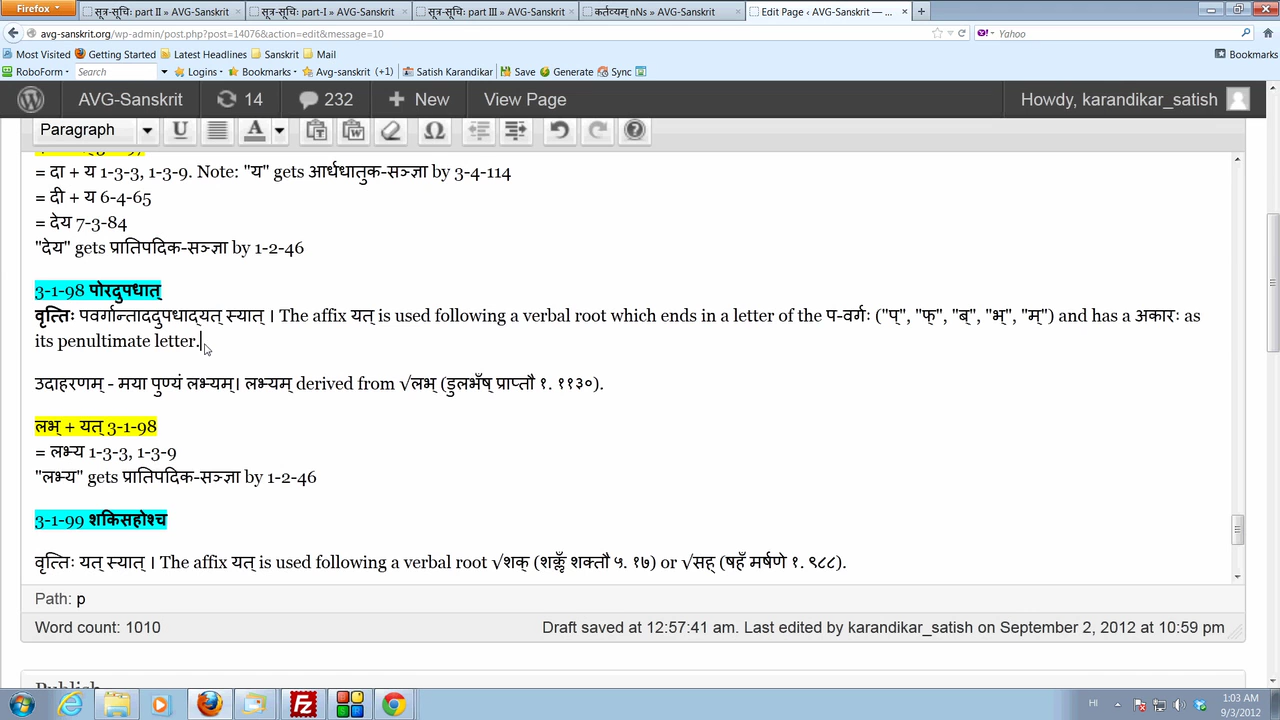 Firefox
सूत्र-सूचिः part II » AVG-Sanskrit
सूत्र-सूचिः part-I » AVG-Sanskrit
सूत्र-सूचिः part III » AVG-Sanskrit
कर्तव्यम् nNs » AVG-Sanskrit
Edit Page ‹ AVG-Sanskrit — ...
avg-sanskrit.org/wp-admin/post.php?post=14076&action=edit&message=10
Yahoo
Most Visited Getting Started Latest Headlines Sanskrit Mail Bookmarks
RoboForm Search Logins Bookmarks Avg-sanskrit (+1) Satish Karandikar Save Generate Sync
AVG-Sanskrit 14 232 + New View Page Howdy, karandikar_satish
Paragraph
= दा + य 1-3-3, 1-3-9. Note: "य" gets आर्धधातुक-सञ्ज्ञा by 3-4-114
= दी + य 6-4-65
= देय 7-3-84
"देय" gets प्रातिपदिक-सञ्ज्ञा by 1-2-46
3-1-98 पोरदुपधात्
वृत्तिः पवर्गान्ताददुपधाद्यत् स्यात् । The affix यत् is used following a verbal root which ends in a letter of the प-वर्गः ("प्", "फ्", "ब्", "भ्", "म्") and has a अकारः as
its penultimate letter.
उदाहरणम् - मया पुण्यं लभ्यम्। लभ्यम् derived from √लभ् (डुलभँष् प्राप्तौ १. ११३०).
लभ् + यत् 3-1-98
= लभ्य 1-3-3, 1-3-9
"लभ्य" gets प्रातिपदिक-सञ्ज्ञा by 1-2-46
3-1-99 शकिसहोश्च
वृत्तिः यत् स्यात् । The affix यत् is used following a verbal root √शक् (शकॢँ शक्तौ ५. १७) or √सह् (षहँ मर्षणे १. ९८८).
Path: p
Word count: 1010 Draft saved at 12:57:41 am. Last edited by karandikar_satish on September 2, 2012 at 10:59 pm
Publish
HI 1:03 AM
9/3/2012